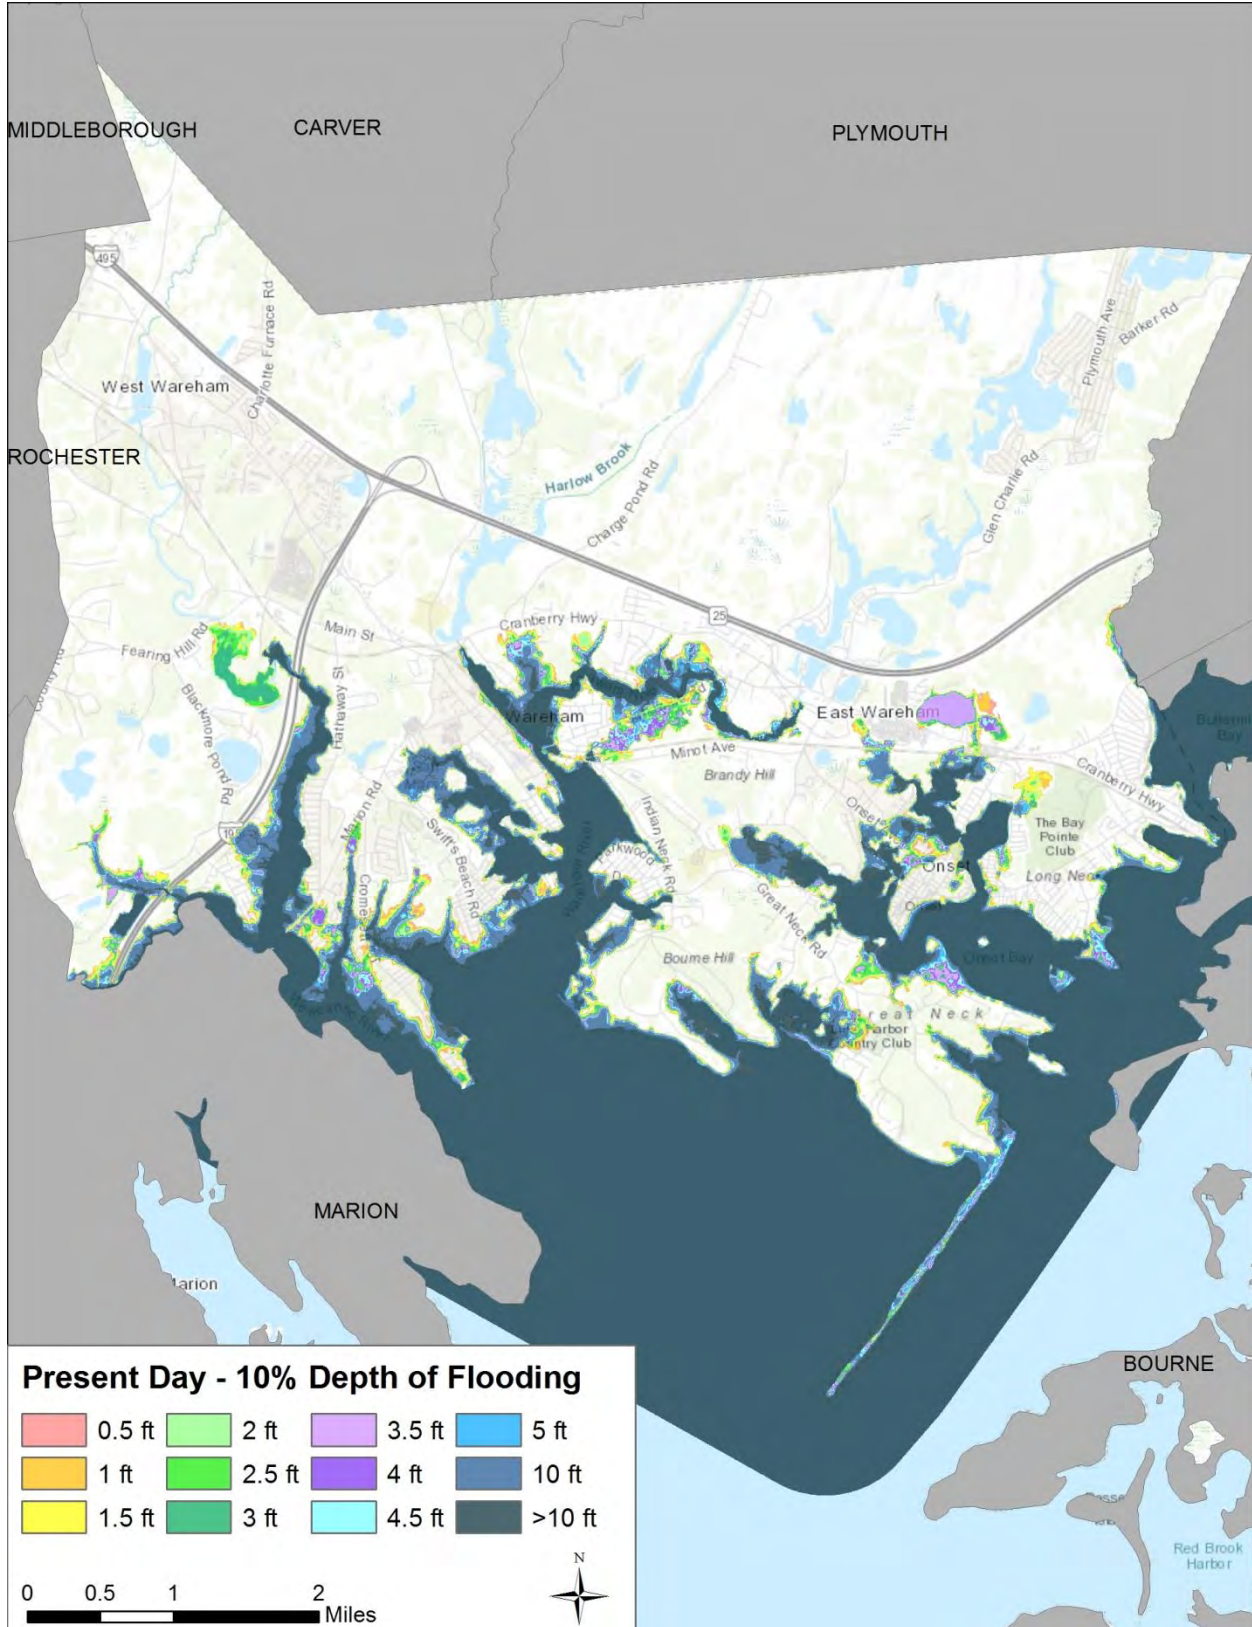 MIDDLEBOROUGH
CARVER
PLYMOUTH
495
Charlotte Furnace Rd
West Wareham
Plymouth Ave
Barker Rd
ROCHESTER
Harlow Brook
Charge Pond Rd
Glen Charlie Rd
25
Cranberry Hwy
Main St
Fearing Hill Rd
Hathaway St
Blackmore Pond Rd
Wareham
East Wareham
Minot Ave
Brandy Hill
Cranberry Hwy
195
Marion Rd
Swifts Beach Rd
Indian Neck Rd
Parkwood
The Bay
Pointe
Club
Onset
Long Neck
Great Neck Rd
Bourne Hill
Onset Bay
Great Neck
Harbor
Country Club
MARION
Marion
BOURNE
Red Brook
Harbor
Present Day - 10% Depth of Flooding
0.5 ft 2 ft 3.5 ft 5 ft
1 ft 2.5 ft 4 ft 10 ft
1.5 ft 3 ft 4.5 ft >10 ft
N
0 0.5 1 2
Miles